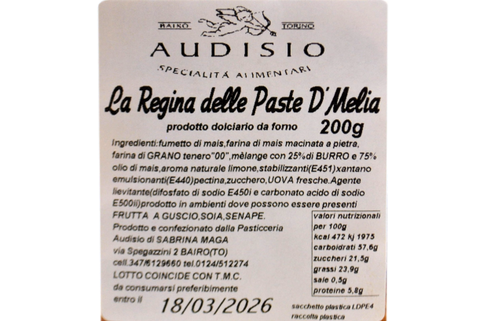 BAIRO TORINO
AUDISIO
SPECIALITÁ ALIMENTARI
La Regina delle Paste D'Melia
prodotto dolciario da forno 200g
Ingredienti:fumetto di mais,farina di mais macinata a pietra,
farina di GRANO tenero"00",mèlange con 25%di BURRO e 75%
olio di mais,aroma naturale limone,stabilizzanti(E451)xantano
emulsionanti(E440)pectina,zucchero,UOVA fresche.Agente
lievitante(difosfato di sodio E450i e carbonato acido di sodio
E500ii)prodotto in ambienti dove possono essere presenti
FRUTTA A GUSCIO,SOIA,SENAPE.
Prodotto e confezionato dalla Pasticceria
Audisio di SABRINA MAGA
via Spegazzini 2 BAIRO(TO)
cell.347/6129660 tel.0124/512274
LOTTO COINCIDE CON T.M.C.
da consumarsi preferibilmente
entro il 18/03/2026
valori nutrizionali
per 100g
kcal 472 kj 1975
carboidrati 57,6g
zuccheri 21,5g
grassi 23,9g
sale 0,5g
proteine 5,8g
sacchetto plastica LDPE4
raccolta plastica